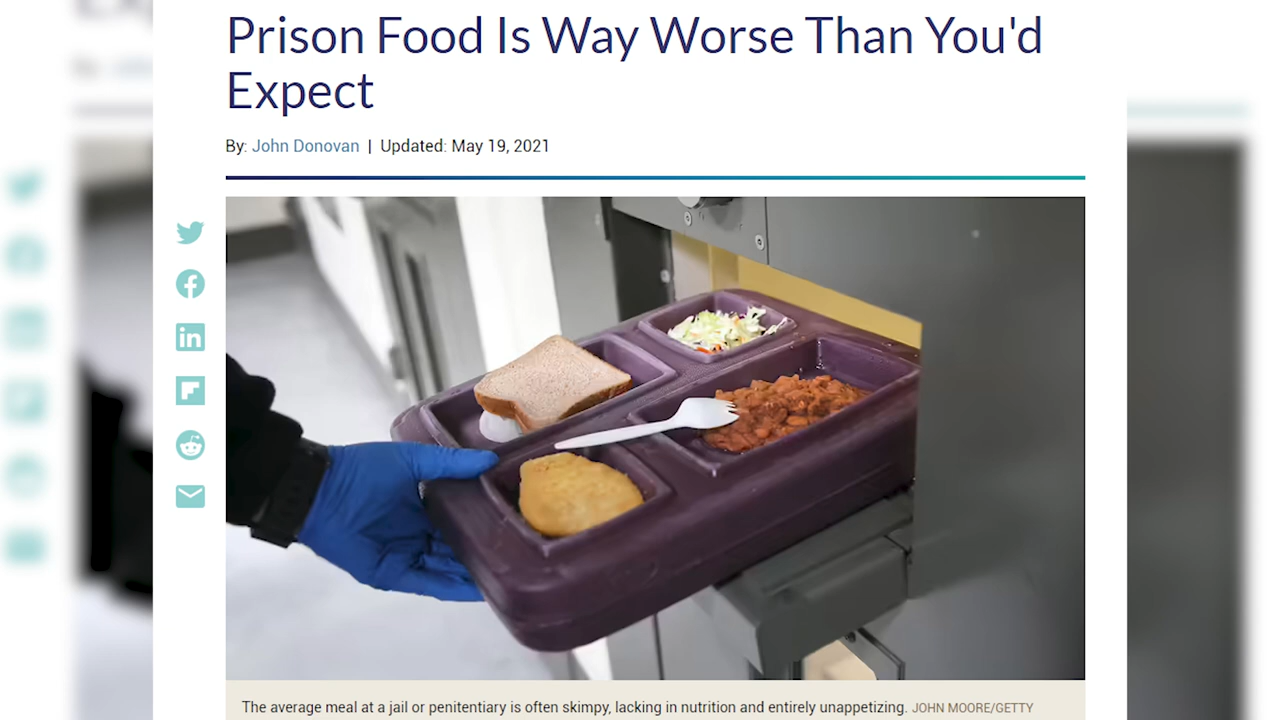 Prison Food Is Way Worse Than You'd
Expect
By: John Donovan | Updated: May 19, 2021
The average meal at a jail or penitentiary is often skimpy, lacking in nutrition and entirely unappetizing. JOHN MOORE/GETTY